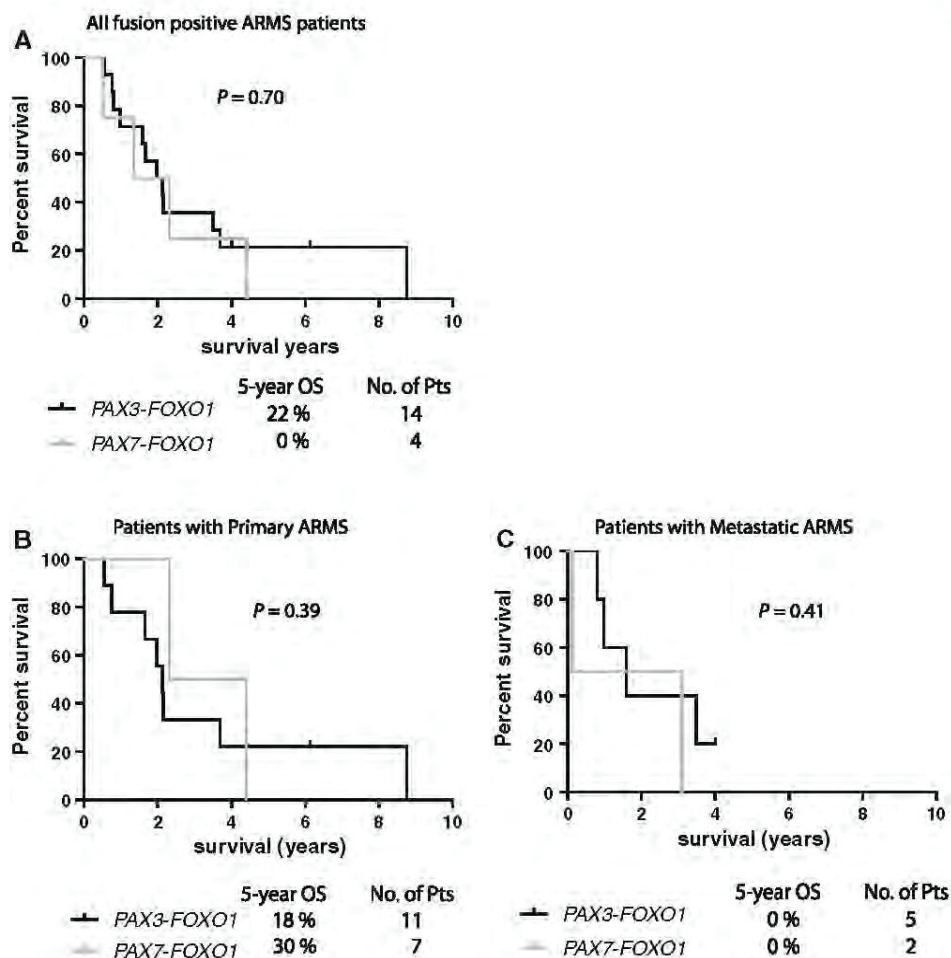 All fusion positive ARMS patients
A
100
80
60
40
20
0
Percent survival
P = 0.70
0 2 4 6 8 10
survival years
5-year OS No. of Pts
PAX3-FOXO1 22 % 14
PAX7-FOXO1 0 % 4
B Patients with Primary ARMS
100
80
60
40
20
0
Percent survival
P = 0.39
0 2 4 6 8 10
survival (years)
5-year OS No. of Pts
PAX3-FOXO1 18 % 11
PAX7-FOXO1 30 % 7
C Patients with Metastatic ARMS
100
80
60
40
20
0
Percent survival
P = 0.41
0 2 4 6 8 10
survival (years)
5-year OS No. of Pts
PAX3-FOXO1 0 % 5
PAX7-FOXO1 0 % 2